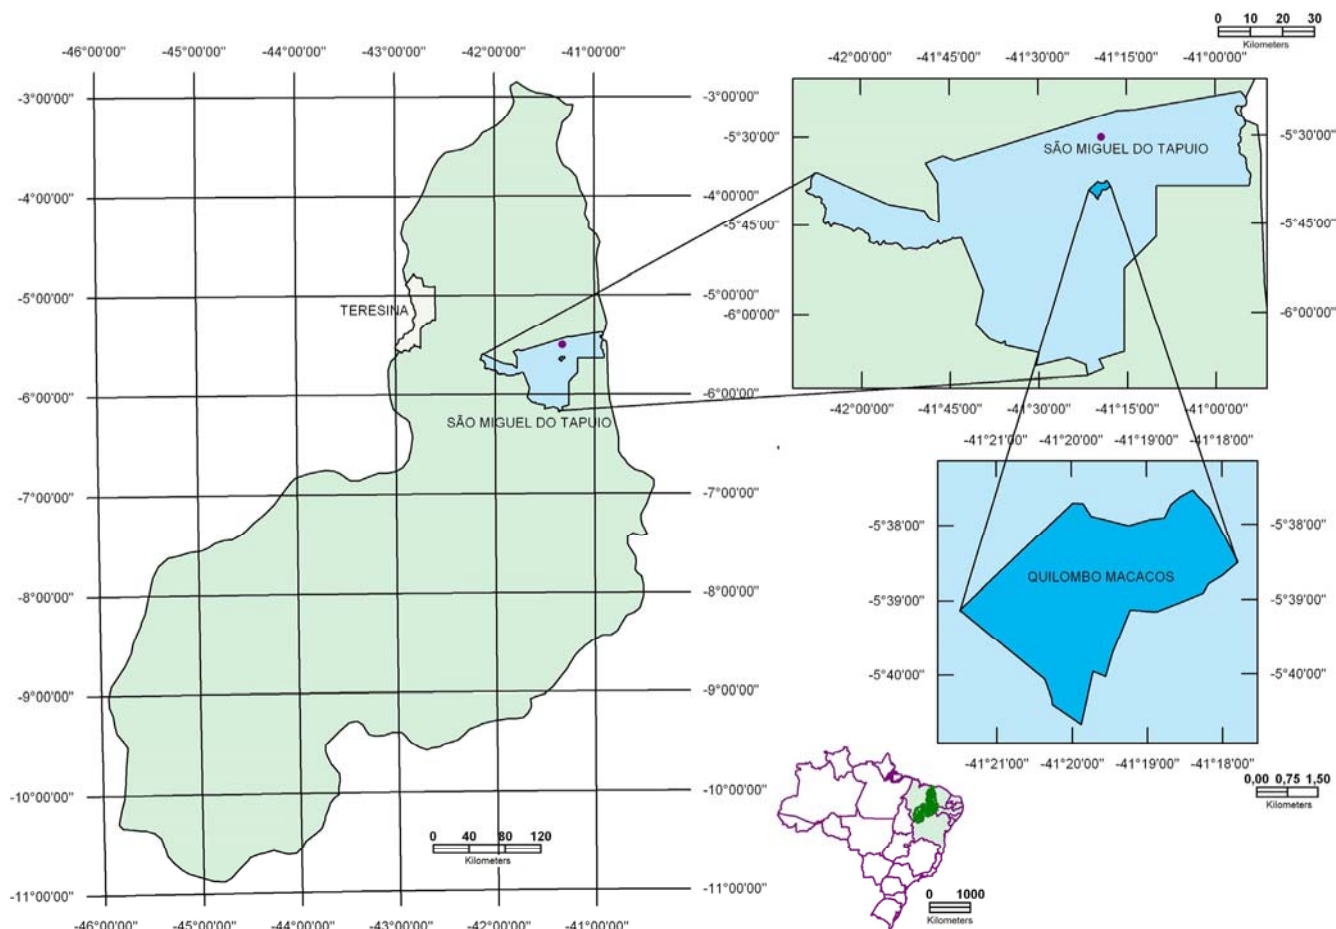 -46°00'00" -45°00'00" -44°00'00" -43°00'00" -42°00'00" -41°00'00"
-3°00'00" -3°00'00"
-4°00'00" -4°00'00"
-5°00'00" -5°00'00"
TERESINA
-6°00'00" -6°00'00"
SÃO MIGUEL DO TAPUIO
-7°00'00" -7°00'00"
-8°00'00" -8°00'00"
-9°00'00" -9°00'00"
-10°00'00" -10°00'00"
0 40 80 120
Kilometers
-11°00'00" -11°00'00"
-46°00'00" -45°00'00" -44°00'00" -43°00'00" -42°00'00" -41°00'00"
0 10 20 30
Kilometers
-42°00'00" -41°45'00" -41°30'00" -41°15'00" -41°00'00"
-5°30'00" -5°30'00"
SÃO MIGUEL DO TAPUIO
-5°45'00" -5°45'00"
-6°00'00" -6°00'00"
-42°00'00" -41°45'00" -41°30'00" -41°15'00" -41°00'00"
-41°21'00" -41°20'00" -41°19'00" -41°18'00"
-5°38'00" -5°38'00"
QUILOMBO MACACOS
-5°39'00" -5°39'00"
-5°40'00" -5°40'00"
-41°21'00" -41°20'00" -41°19'00" -41°18'00"
0,00 0,75 1,50
Kilometers
0 1000
Kilometers